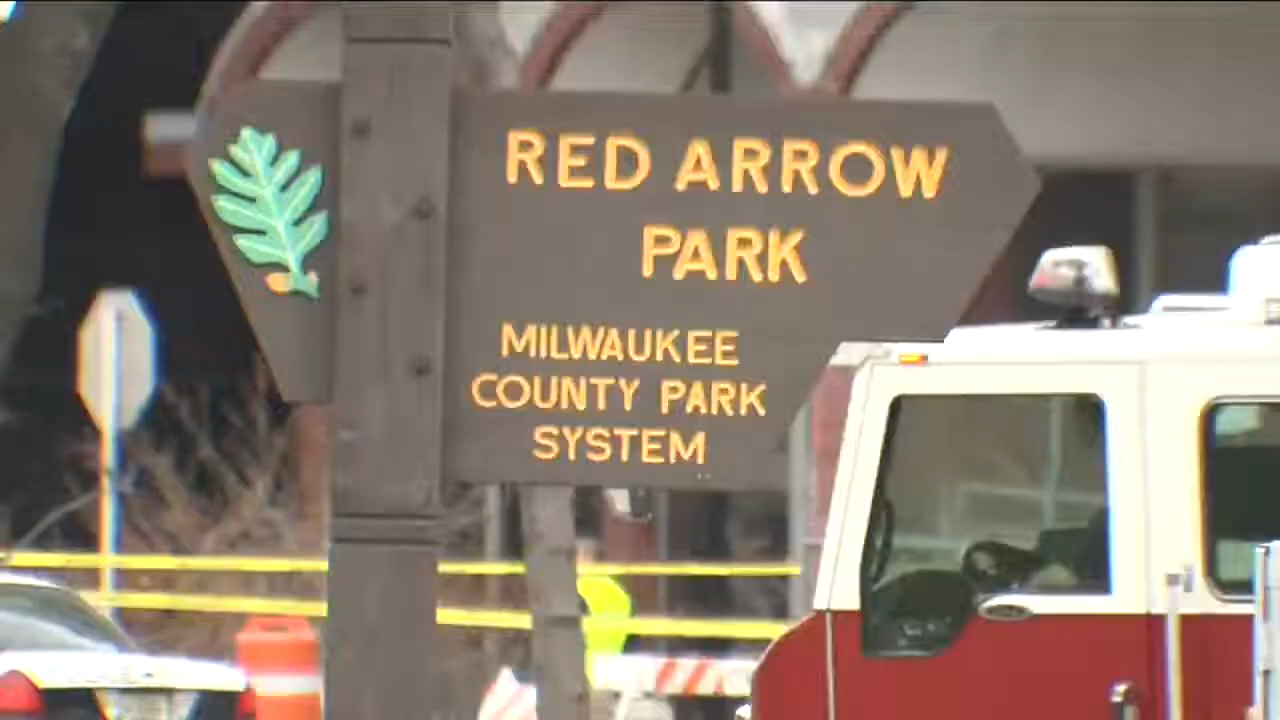 RED ARROW
PARK
MILWAUKEE
COUNTY PARK
SYSTEM